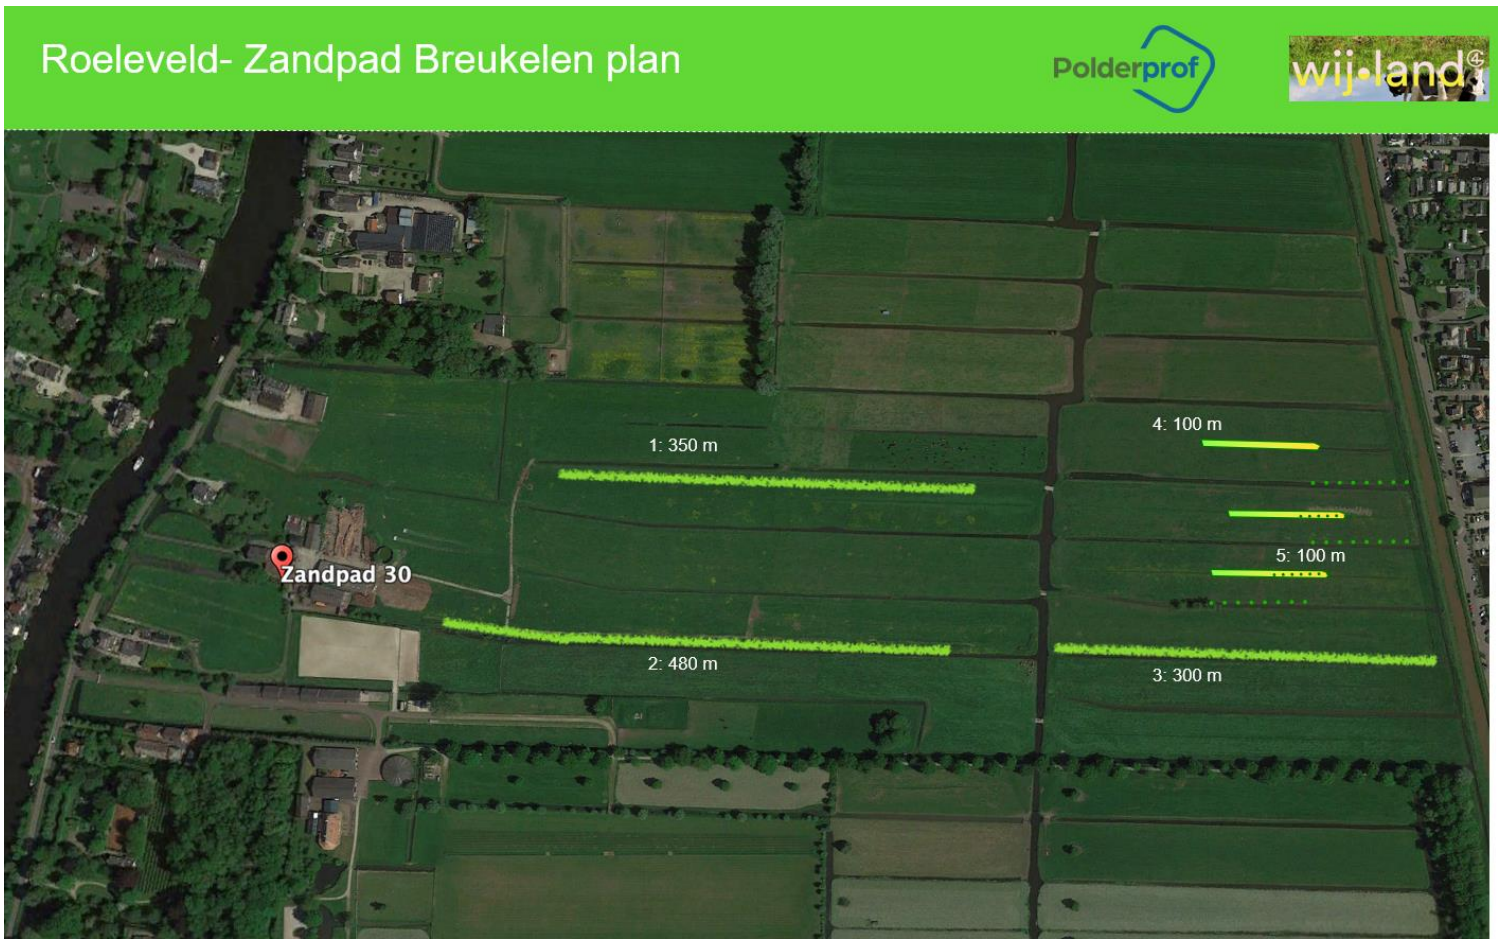 Roeleveld- Zandpad Breukelen plan
Polderprof
wij•land
4: 100 m
1: 350 m
5: 100 m
Zandpad 30
2: 480 m
3: 300 m